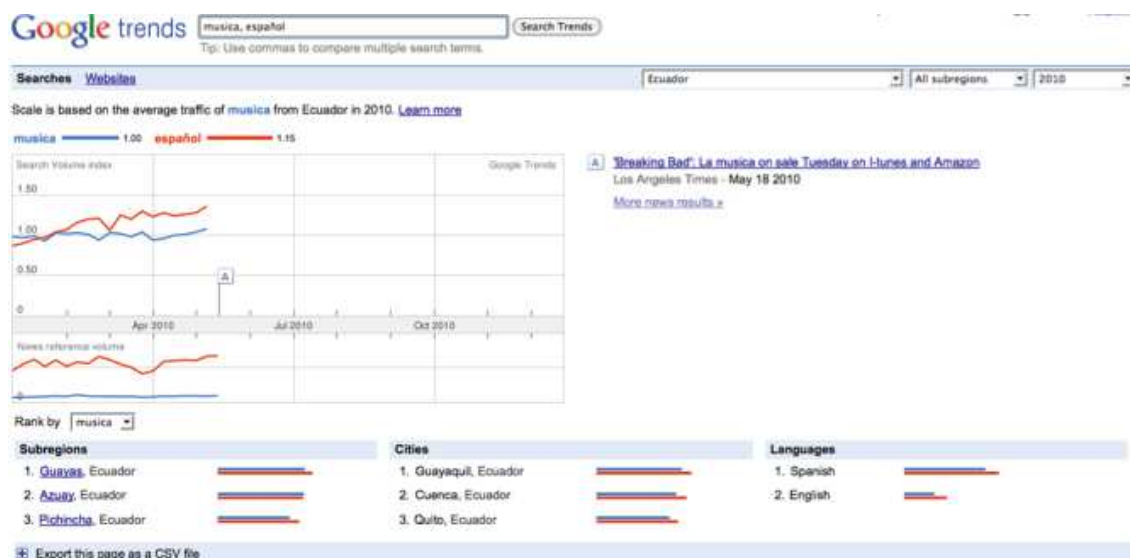 Google trends
musica, español
Search Trends
Tip: Use commas to compare multiple search terms.
Searches Websites
Ecuador
All subregions
2010
Scale is based on the average traffic of musica from Ecuador in 2010. Learn more
musica 1.00 español 1.15
Search Volume index Google Trends
1.50
1.00
0.50
0
A
Apr 2010 Jul 2010 Oct 2010
News reference volume
0
A 'Breaking Bad': La musica on sale Tuesday on I-tunes and Amazon
Los Angeles Times - May 18 2010
More news results »
Rank by musica
Subregions
1. Guayas, Ecuador
2. Azuay, Ecuador
3. Pichincha, Ecuador
Cities
1. Guayaquil, Ecuador
2. Cuenca, Ecuador
3. Quito, Ecuador
Languages
1. Spanish
2. English
Export this page as a CSV file